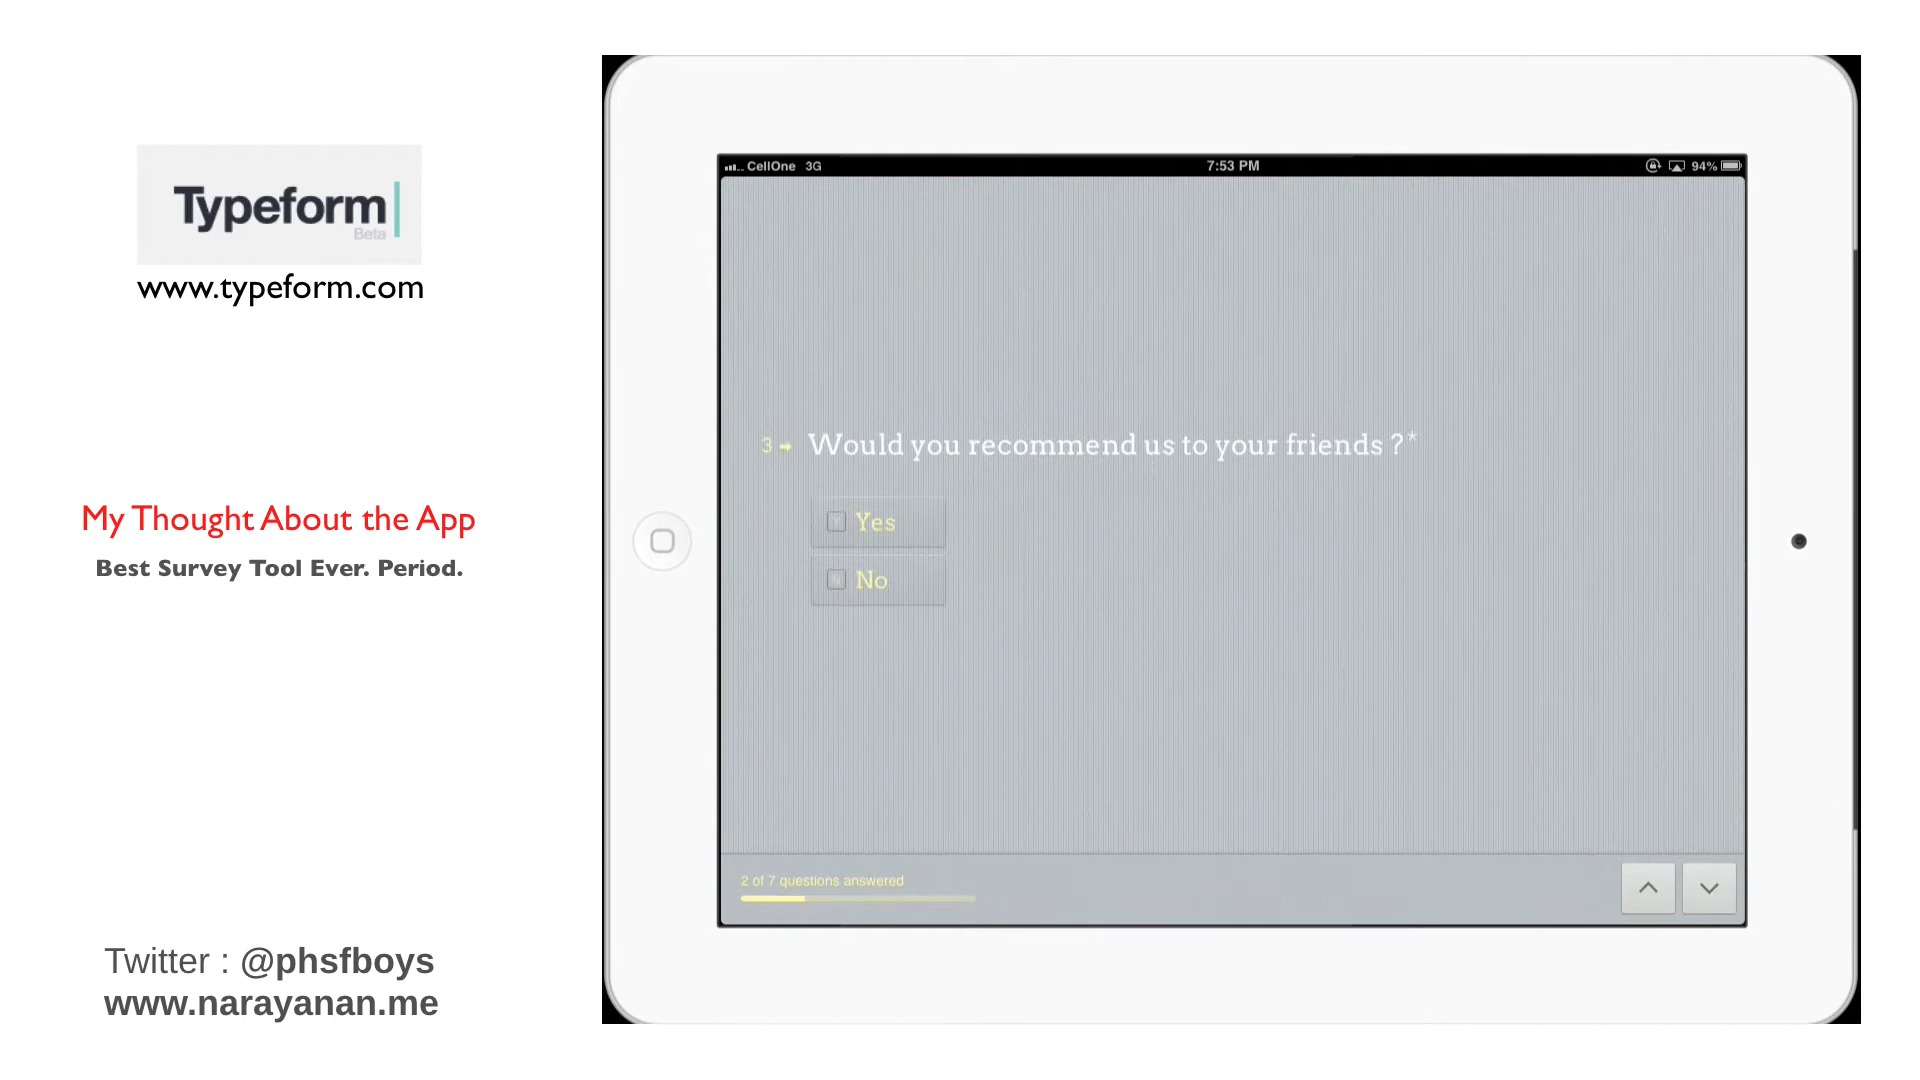 Typeform
Beta
www.typeform.com
My Thought About the App
Best Survey Tool Ever. Period.
Twitter : @phsfboys
www.narayanan.me
CellOne 3G
7:53 PM
94%
3 Would you recommend us to your friends ?*
Y Yes
N No
2 of 7 questions answered